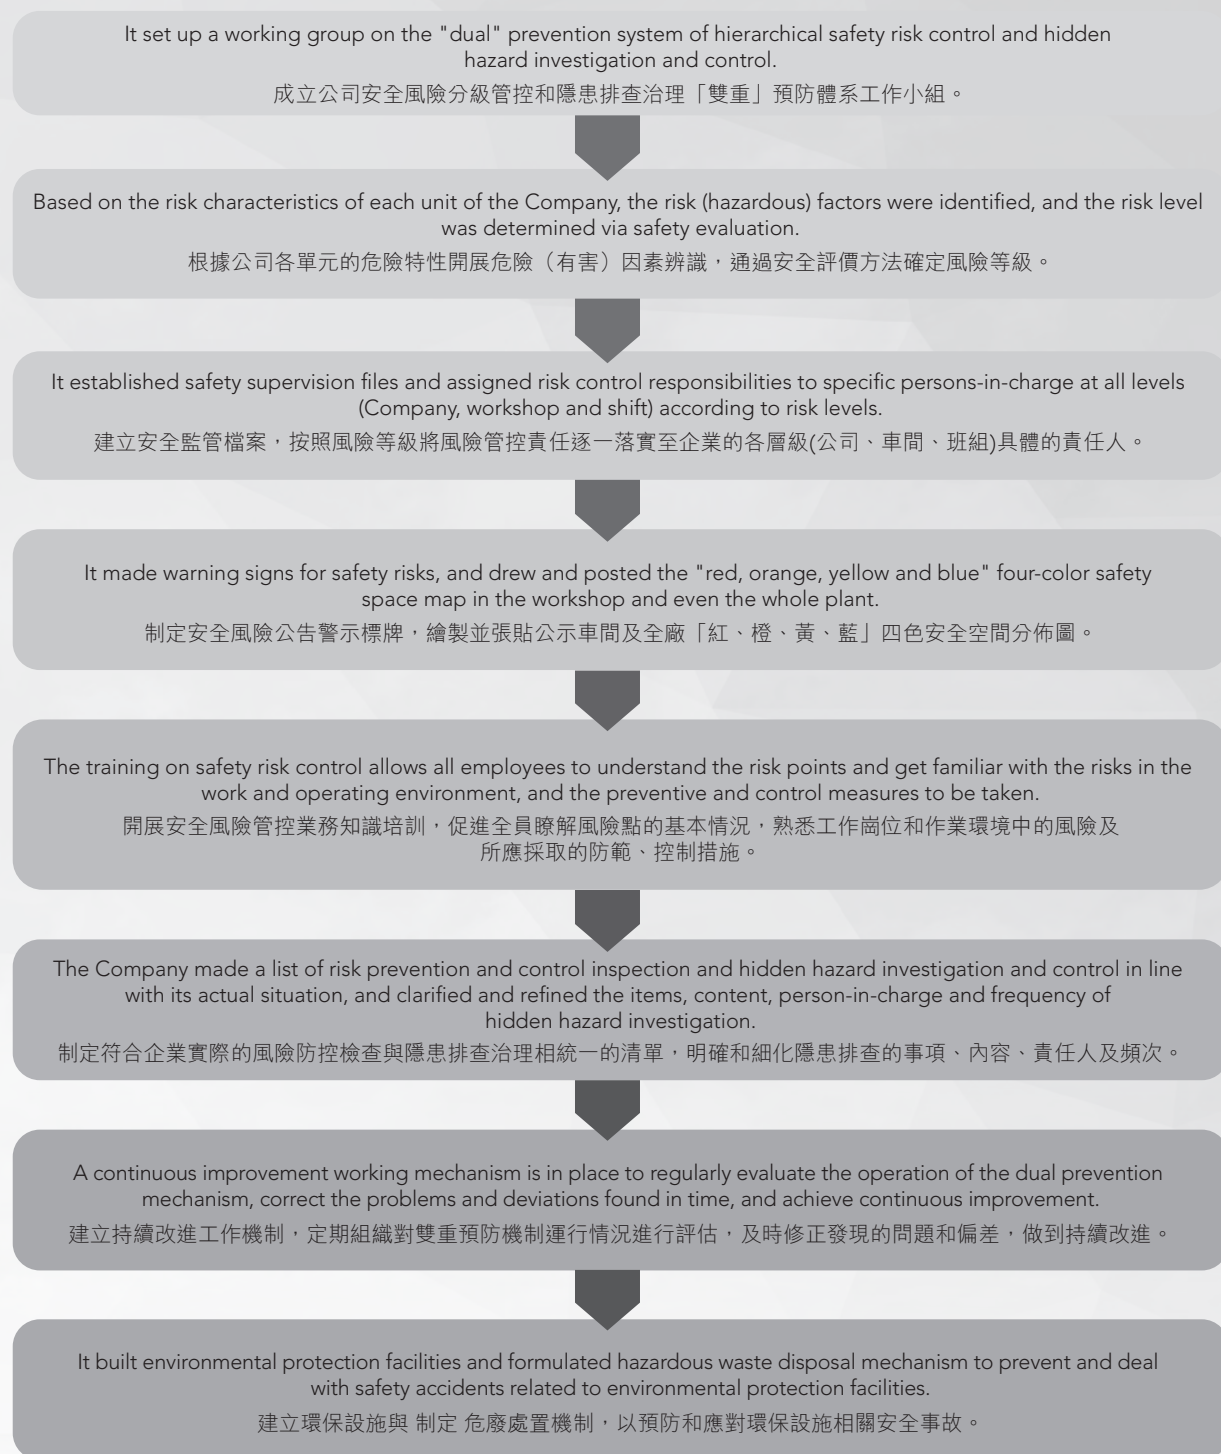 It set up a working group on the "dual" prevention system of hierarchical safety risk control and hidden
hazard investigation and control.
成立公司安全風險分級管控和隱患排查治理「雙重」預防體系工作小組。
Based on the risk characteristics of each unit of the Company, the risk (hazardous) factors were identified, and the risk level
was determined via safety evaluation.
根據公司各單元的危險特性開展危險（有害）因素辨識，通過安全評價方法確定風險等級。
It established safety supervision files and assigned risk control responsibilities to specific persons-in-charge at all levels
(Company, workshop and shift) according to risk levels.
建立安全監管檔案，按照風險等級將風險管控責任逐一落實至企業的各層級(公司、車間、班組)具體的責任人。
It made warning signs for safety risks, and drew and posted the "red, orange, yellow and blue" four-color safety
space map in the workshop and even the whole plant.
制定安全風險公告警示標牌，繪製並張貼公示車間及全廠「紅、橙、黃、藍」四色安全空間分佈圖。
The training on safety risk control allows all employees to understand the risk points and get familiar with the risks in the
work and operating environment, and the preventive and control measures to be taken.
開展安全風險管控業務知識培訓，促進全員瞭解風險點的基本情況，熟悉工作崗位和作業環境中的風險及
所應採取的防範、控制措施。
The Company made a list of risk prevention and control inspection and hidden hazard investigation and control in line
with its actual situation, and clarified and refined the items, content, person-in-charge and frequency of
hidden hazard investigation.
制定符合企業實際的風險防控檢查與隱患排查治理相統一的清單，明確和細化隱患排查的事項、內容、責任人及頻次。
A continuous improvement working mechanism is in place to regularly evaluate the operation of the dual prevention
mechanism, correct the problems and deviations found in time, and achieve continuous improvement.
建立持續改進工作機制，定期組織對雙重預防機制運行情況進行評估，及時修正發現的問題和偏差，做到持續改進。
It built environmental protection facilities and formulated hazardous waste disposal mechanism to prevent and deal
with safety accidents related to environmental protection facilities.
建立環保設施與 制定 危廢處置機制，以預防和應對環保設施相關安全事故。